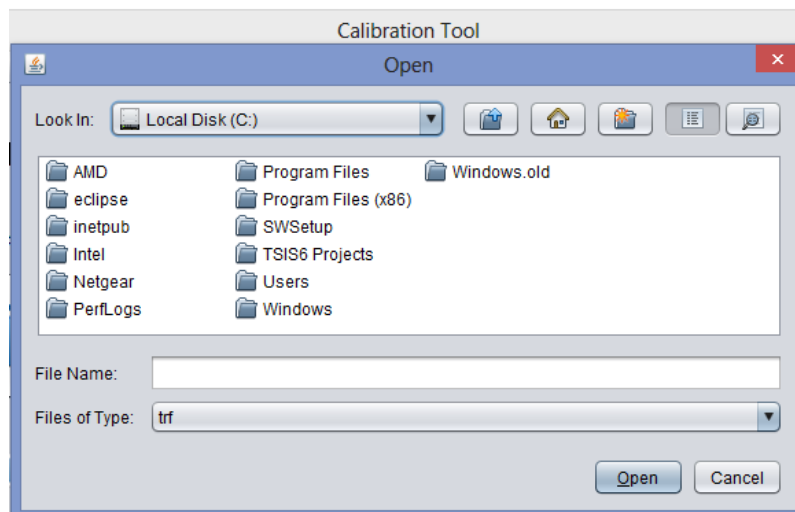 Calibration Tool
Open
Look In: Local Disk (C:)
AMD Program Files Windows.old
eclipse Program Files (x86)
inetpub SWSetup
Intel TSIS6 Projects
Netgear Users
PerfLogs Windows
File Name:
Files of Type: trf
Open Cancel